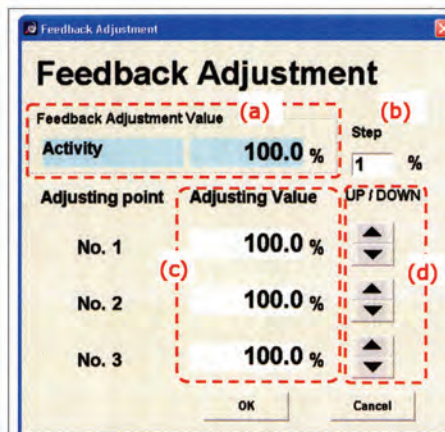 Feedback Adjustment
Feedback Adjustment
Feedback Adjustment Value (a) (b)
Step
Activity 100.0 % 1 %
Adjusting point Adjusting Value UP / DOWN
No. 1 100.0 %
(c) (d)
No. 2 100.0 %
No. 3 100.0 %
OK Cancel